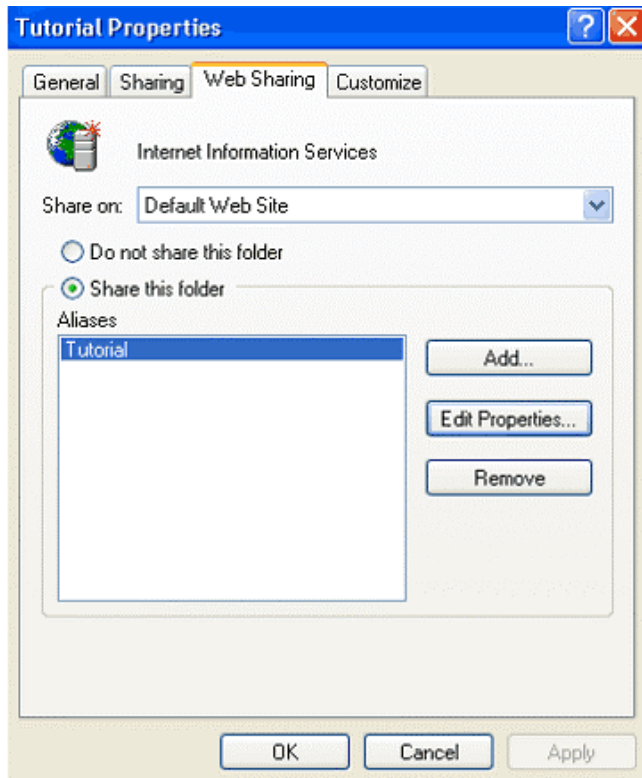 Tutorial Properties
General Sharing Web Sharing Customize
Internet Information Services
Share on: Default Web Site
Do not share this folder
Share this folder
Aliases
Tutorial
Add...
Edit Properties...
Remove
OK Cancel Apply